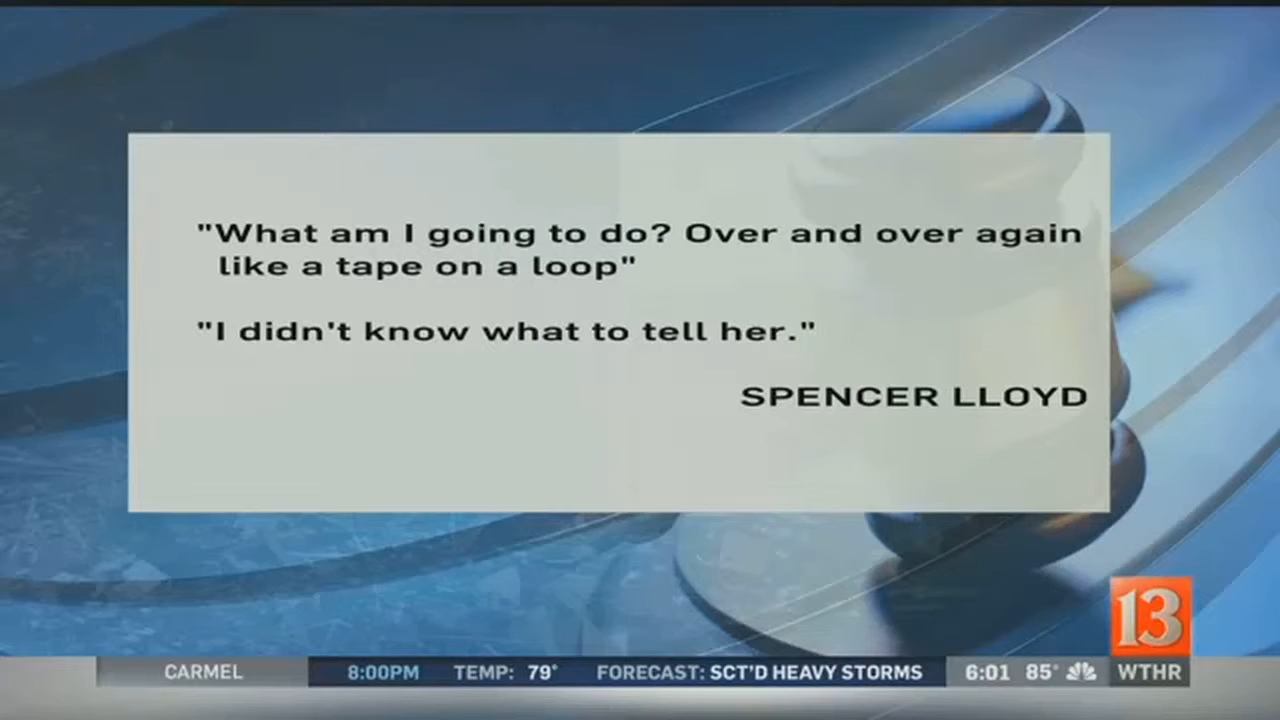 "What am I going to do? Over and over again
like a tape on a loop"
"I didn't know what to tell her."
SPENCER LLOYD
13
CARMEL 8:00PM TEMP: 79° FORECAST: SCT'D HEAVY STORMS 6:01 85° WTHR